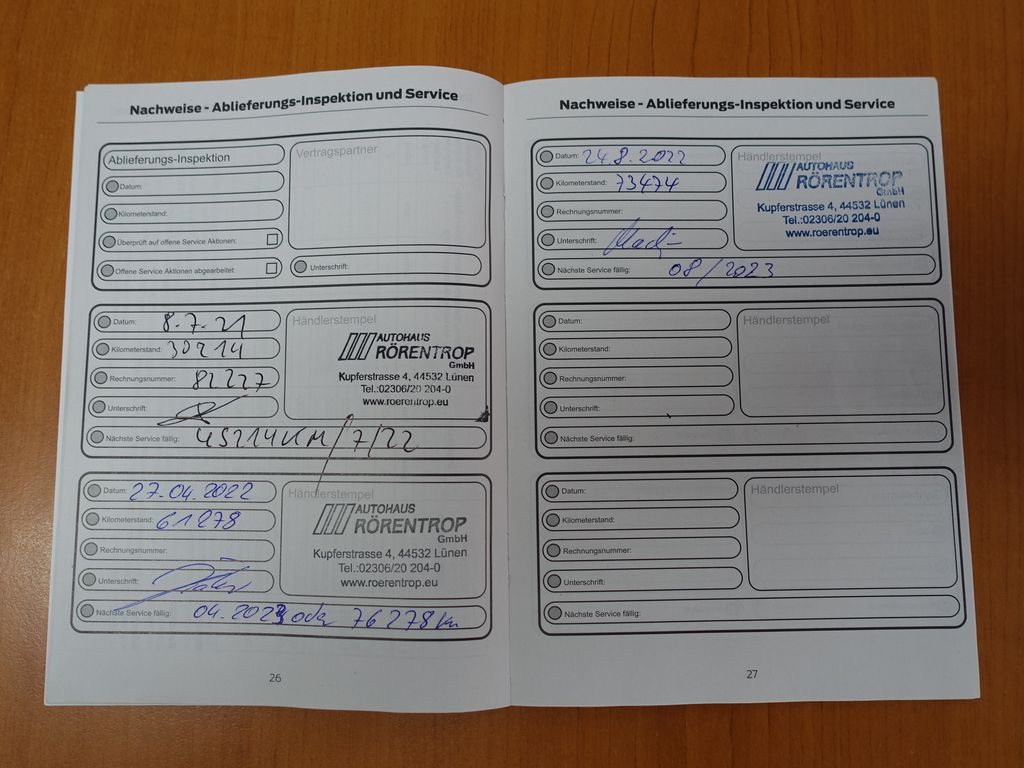 Nachweise - Ablieferungs-Inspektion und Service
Ablieferungs-Inspektion
Vertragspartner
Datum:
Kilometerstand:
Überprüft auf offene Service Aktionen:
Offene Service Aktionen abgearbeitet:
Unterschrift:
Datum: 8.7.21
Kilometerstand: 30214
Rechnungsnummer: 82227
Unterschrift:
Händlerstempel
AUTOHAUS
RÖRENTROP
GmbH
Kupferstrasse 4, 44532 Lünen
Tel.:02306/20 204-0
www.roerentrop.eu
Nächste Service fällig: 45214KM/7/22
Datum: 27.04.2022
Kilometerstand: 61278
Rechnungsnummer:
Unterschrift:
Händlerstempel
AUTOHAUS
RÖRENTROP
GmbH
Kupferstrasse 4, 44532 Lünen
Tel.:02306/20 204-0
www.roerentrop.eu
Nächste Service fällig: 04.2023 oder 76278km
26
Nachweise - Ablieferungs-Inspektion und Service
Datum: 24.8.2022
Kilometerstand: 73474
Rechnungsnummer:
Unterschrift:
Händlerstempel
AUTOHAUS
RÖRENTROP
GmbH
Kupferstrasse 4, 44532 Lünen
Tel.:02306/20 204-0
www.roerentrop.eu
Nächste Service fällig: 08/2023
Datum:
Kilometerstand:
Rechnungsnummer:
Unterschrift:
Händlerstempel
Nächste Service fällig:
Datum:
Kilometerstand:
Rechnungsnummer:
Unterschrift:
Händlerstempel
Nächste Service fällig:
27